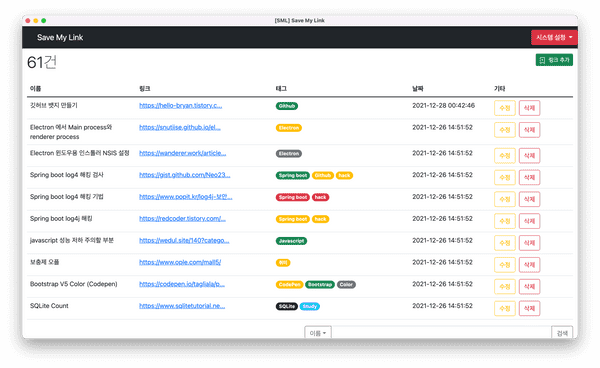 [SML] Save My Link
Save My Link
시스템 설정
61건
링크 추가
이름 링크 태그 날짜 기타
깃허브 뱃지 만들기 https://hello-bryan.tistory.c... Github 2021-12-28 00:42:46 수정 삭제
Electron 에서 Main process와
renderer process https://snutiise.github.io/el... Electron 2021-12-26 14:51:52 수정 삭제
Electron 윈도우용 인스톨러 NSIS 설정 https://wanderer.work/article... Electron 2021-12-26 14:51:52 수정 삭제
Spring boot log4 해킹 검사 https://gist.github.com/Neo23... Spring boot Github hack 2021-12-26 14:51:52 수정 삭제
Spring boot log4 해킹 기법 https://www.popit.kr/log4j-보안... Spring boot hack 2021-12-26 14:51:52 수정 삭제
Spring boot log4j 해킹 https://redcoder.tistory.com/... Spring boot hack 2021-12-26 14:51:52 수정 삭제
javascript 성능 저하 주의할 부분 https://wedul.site/140?catego... Javascript 2021-12-26 14:51:52 수정 삭제
보충제 오플 https://www.ople.com/mall5/ 2021-12-26 14:51:52 수정 삭제
Bootstrap V5 Color (Codepen) https://codepen.io/tagliala/p... CodePen Bootstrap Color 2021-12-26 14:51:52 수정 삭제
SQLite Count https://www.sqlitetutorial.ne... SQLite Study 2021-12-26 14:51:52 수정 삭제
이름 검색